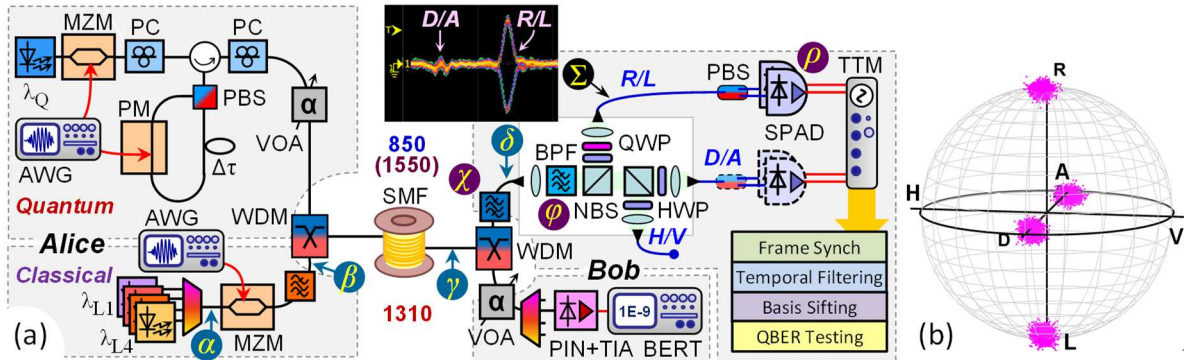 MZM PC PC
λQ
PM PBS
VOA
α
AWG Δτ
Quantum
AWG
WDM
Alice
Classical
λL1
λL4
α
MZM
β
(a)
D/A R/L
1
850
(1550)
SMF
1310
γ
δ
χ
WDM
α
VOA
Σ
R/L
BPF
QWP
φ
NBS
HWP
D/A
H/V
PBS
ρ
SPAD
TTM
Bob
1E-9
PIN+TIA BERT
Frame Synch
Temporal Filtering
Basis Sifting
QBER Testing
R
A
H
D
V
L
(b)